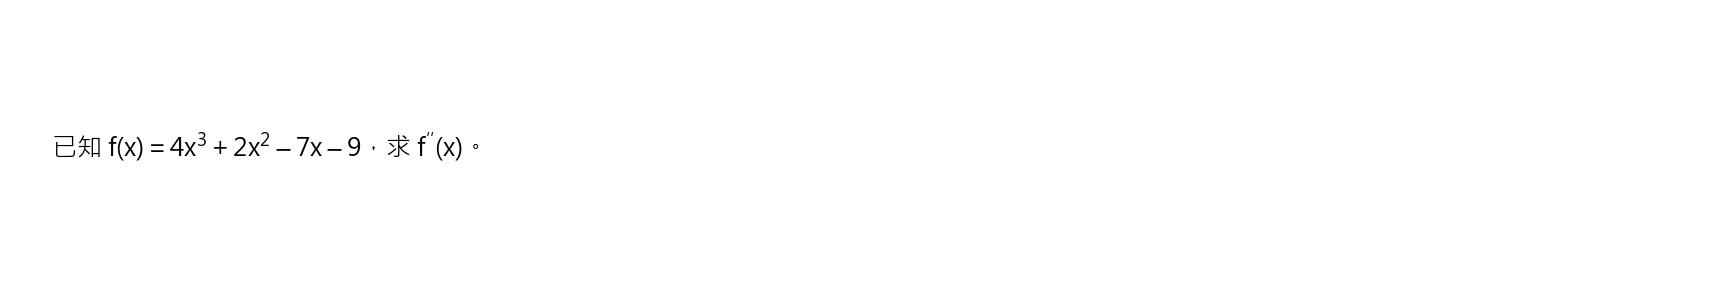 已知 f(x) = 4x³ + 2x² – 7x – 9，求 f′′(x)。